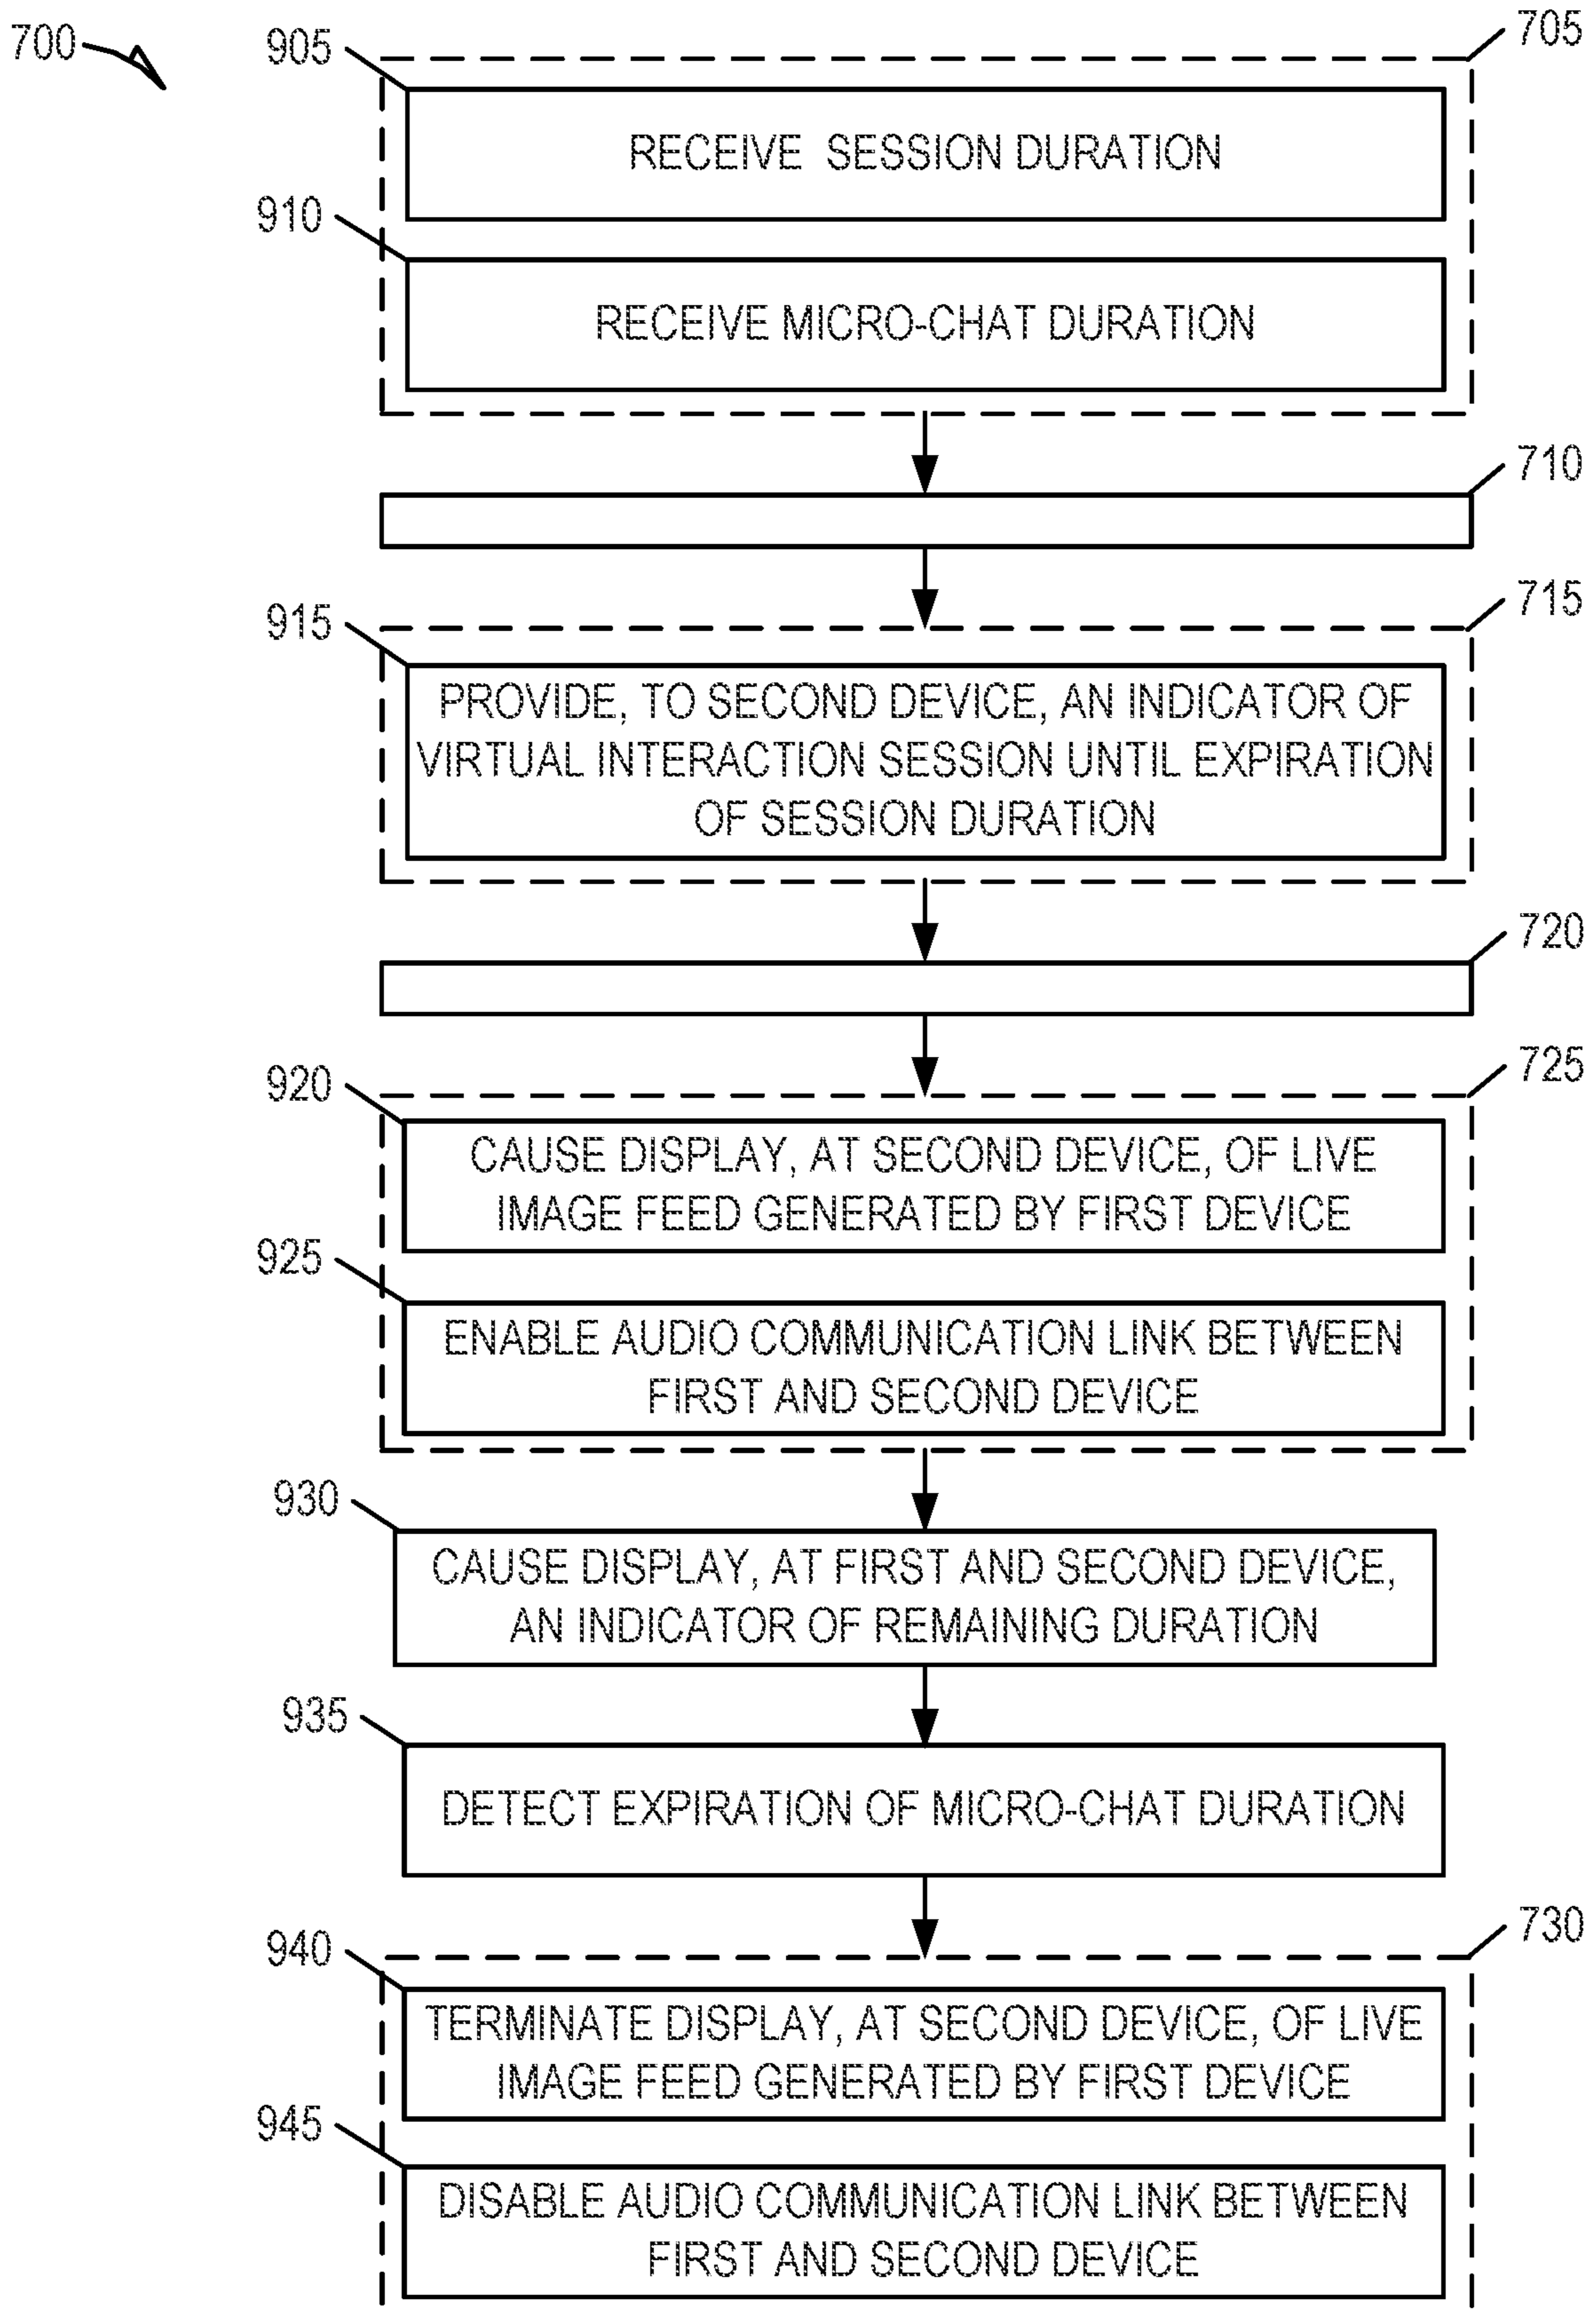 700
905
705
RECEIVE SESSION DURATION
910
RECEIVE MICRO-CHAT DURATION
710
915
715
PROVIDE, TO SECOND DEVICE, AN INDICATOR OF
VIRTUAL INTERACTION SESSION UNTIL EXPIRATION
OF SESSION DURATION
720
920
725
CAUSE DISPLAY, AT SECOND DEVICE, OF LIVE
IMAGE FEED GENERATED BY FIRST DEVICE
925
ENABLE AUDIO COMMUNICATION LINK BETWEEN
FIRST AND SECOND DEVICE
930
CAUSE DISPLAY, AT FIRST AND SECOND DEVICE,
AN INDICATOR OF REMAINING DURATION
935
DETECT EXPIRATION OF MICRO-CHAT DURATION
940
730
TERMINATE DISPLAY, AT SECOND DEVICE, OF LIVE
IMAGE FEED GENERATED BY FIRST DEVICE
945
DISABLE AUDIO COMMUNICATION LINK BETWEEN
FIRST AND SECOND DEVICE